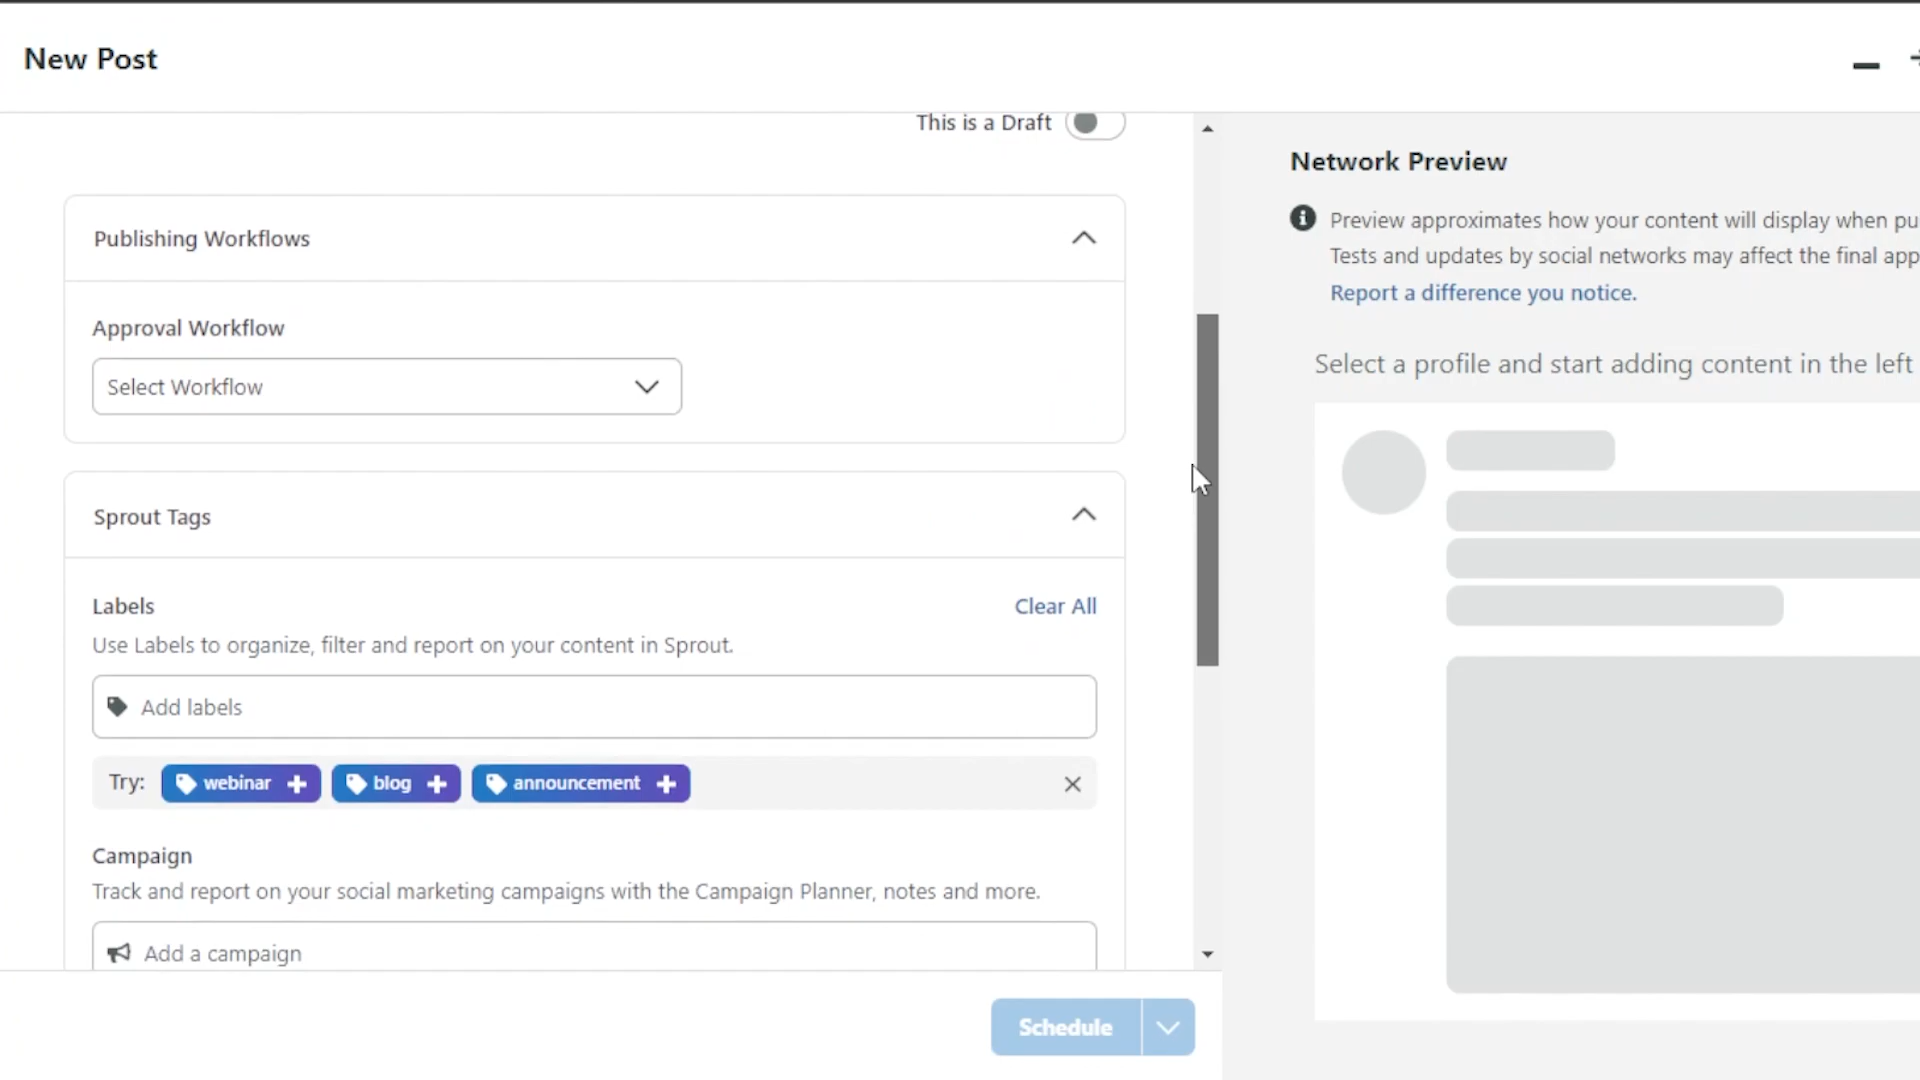 New Post
This is a Draft
Publishing Workflows
Approval Workflow
Select Workflow
Sprout Tags
Labels
Clear All
Use Labels to organize, filter and report on your content in Sprout.
Add labels
Try: webinar blog announcement
Campaign
Track and report on your social marketing campaigns with the Campaign Planner, notes and more.
Add a campaign
Schedule
Network Preview
Preview approximates how your content will display when pu
Tests and updates by social networks may affect the final app
Report a difference you notice.
Select a profile and start adding content in the left